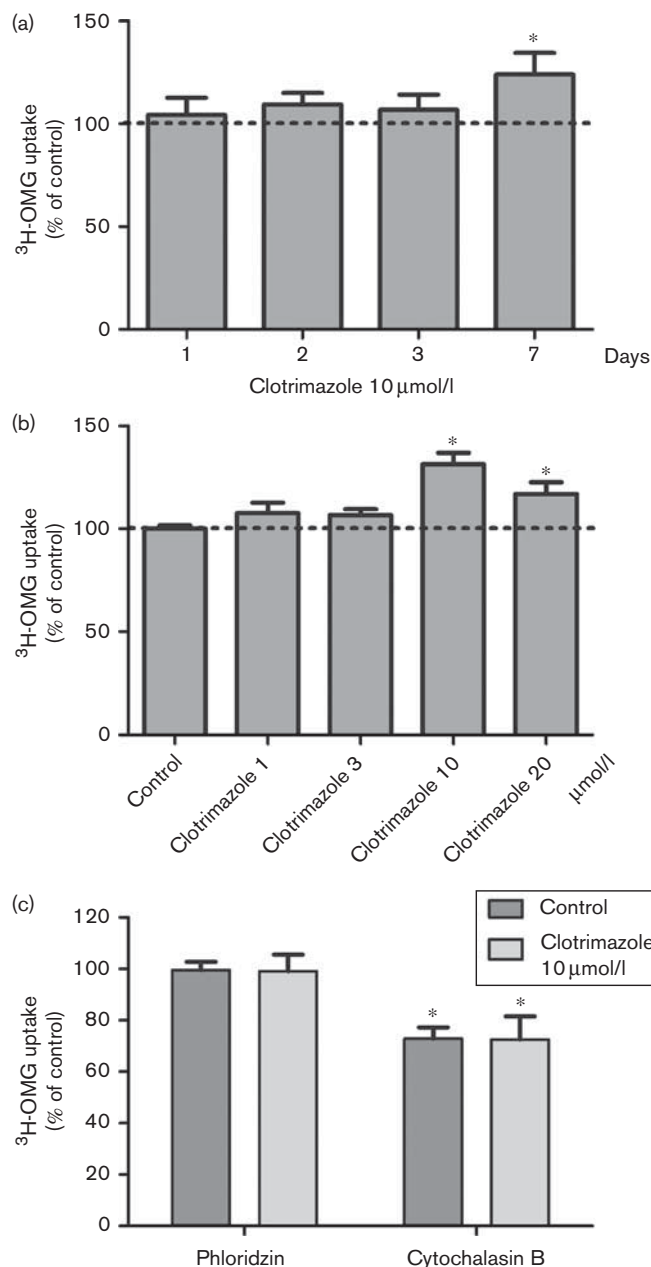 (a)
150
100
50
0
³H-OMG uptake
(% of control)
*
1 2 3 7 Days
Clotrimazole 10 μmol/l
(b)
150
100
50
0
³H-OMG uptake
(% of control)
* *
Control Clotrimazole 1 Clotrimazole 3 Clotrimazole 10 Clotrimazole 20 μmol/l
(c)
120
100
80
60
40
20
0
³H-OMG uptake
(% of control)
Control
Clotrimazole
10 μmol/l
* *
Phloridzin Cytochalasin B